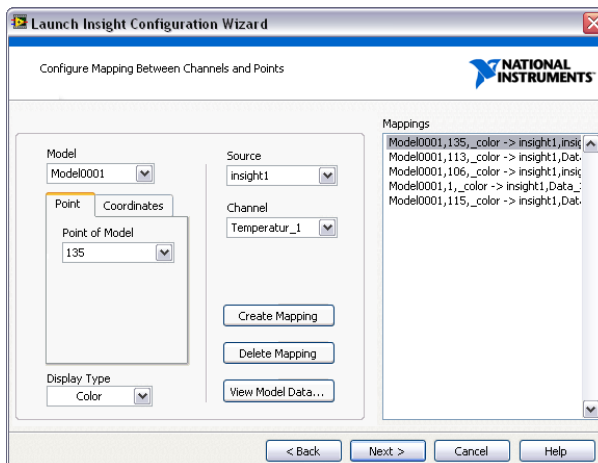 Launch Insight Configuration Wizard
Configure Mapping Between Channels and Points
NATIONAL
INSTRUMENTS
Model
Model0001
Point
Coordinates
Point of Model
135
Display Type
Color
Source
insight1
Channel
Temperatur_1
Create Mapping
Delete Mapping
View Model Data...
Mappings
Model0001,135,_color -> insight1,insig
Model0001,113,_color -> insight1,Data
Model0001,106,_color -> insight1,insig
Model0001,1,_color -> insight1,Data_
Model0001,115,_color -> insight1,Data
< Back
Next >
Cancel
Help